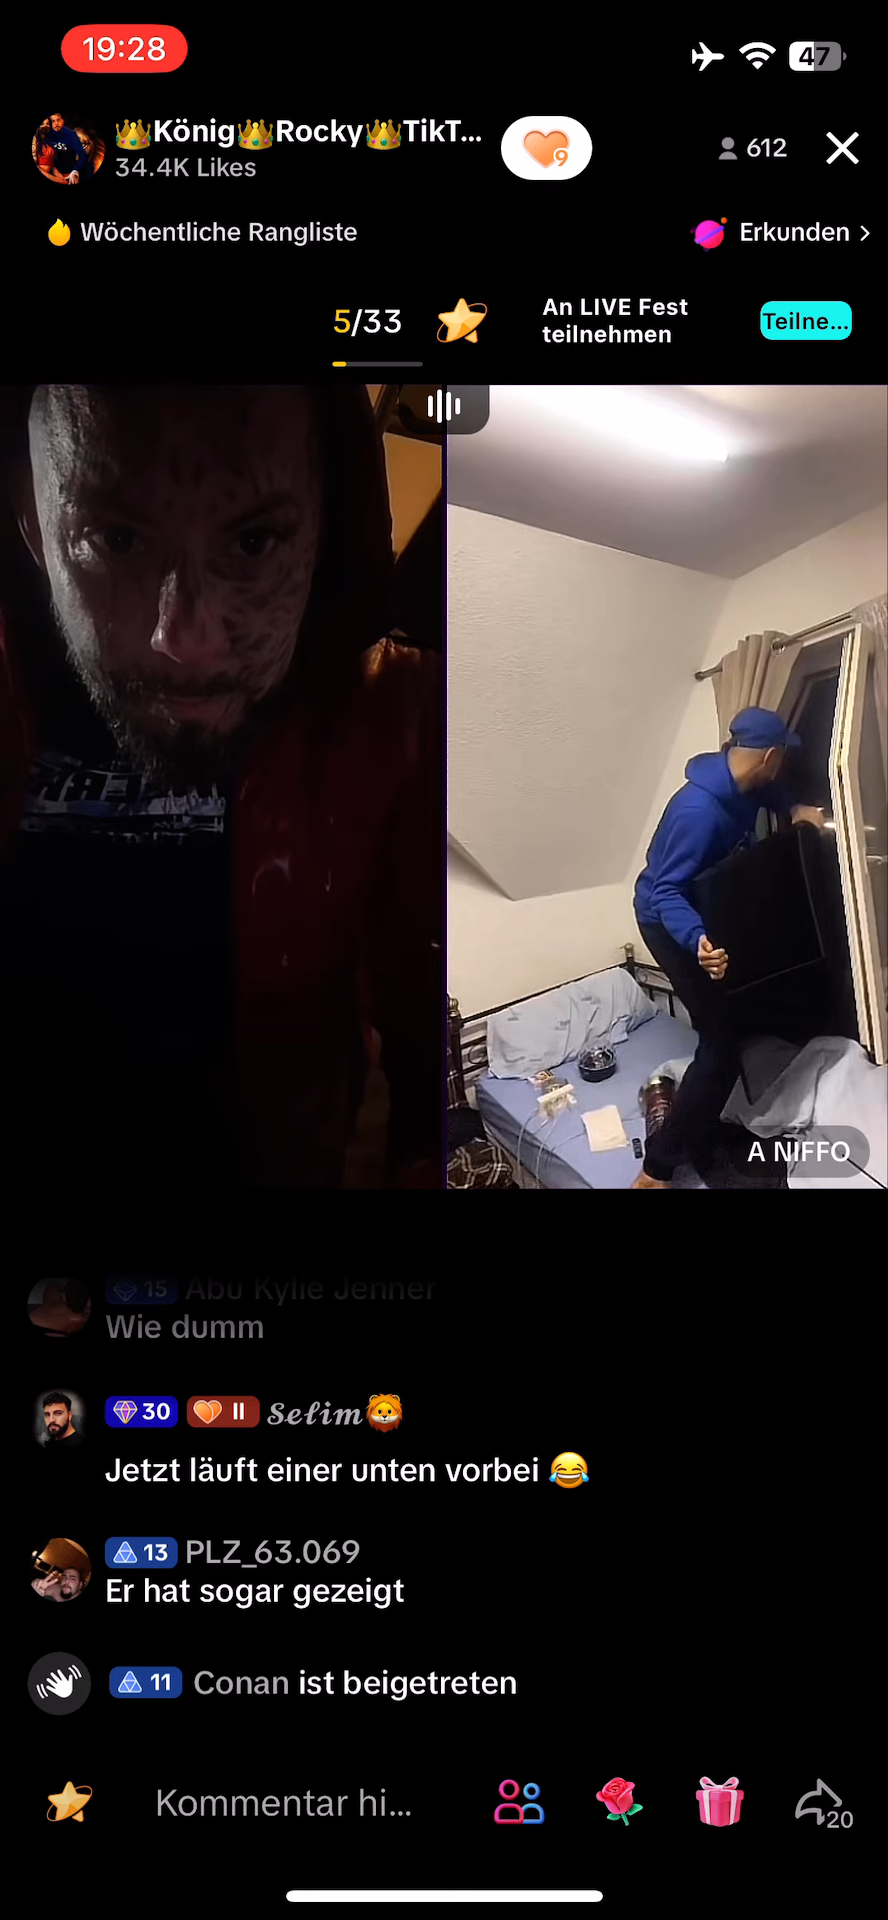 19:28
47
👑König👑Rocky👑TikT...
34.4K Likes
9
612
Wöchentliche Rangliste
Erkunden >
5/33
An LIVE Fest
teilnehmen
Teilne...
A NIFFO
15 Abu Kylie Jenner
Wie dumm
30 II 𝓢𝓮𝓵𝓲𝓶🦁
Jetzt läuft einer unten vorbei 😂
13 PLZ_63.069
Er hat sogar gezeigt
11 Conan ist beigetreten
Kommentar hi...
20